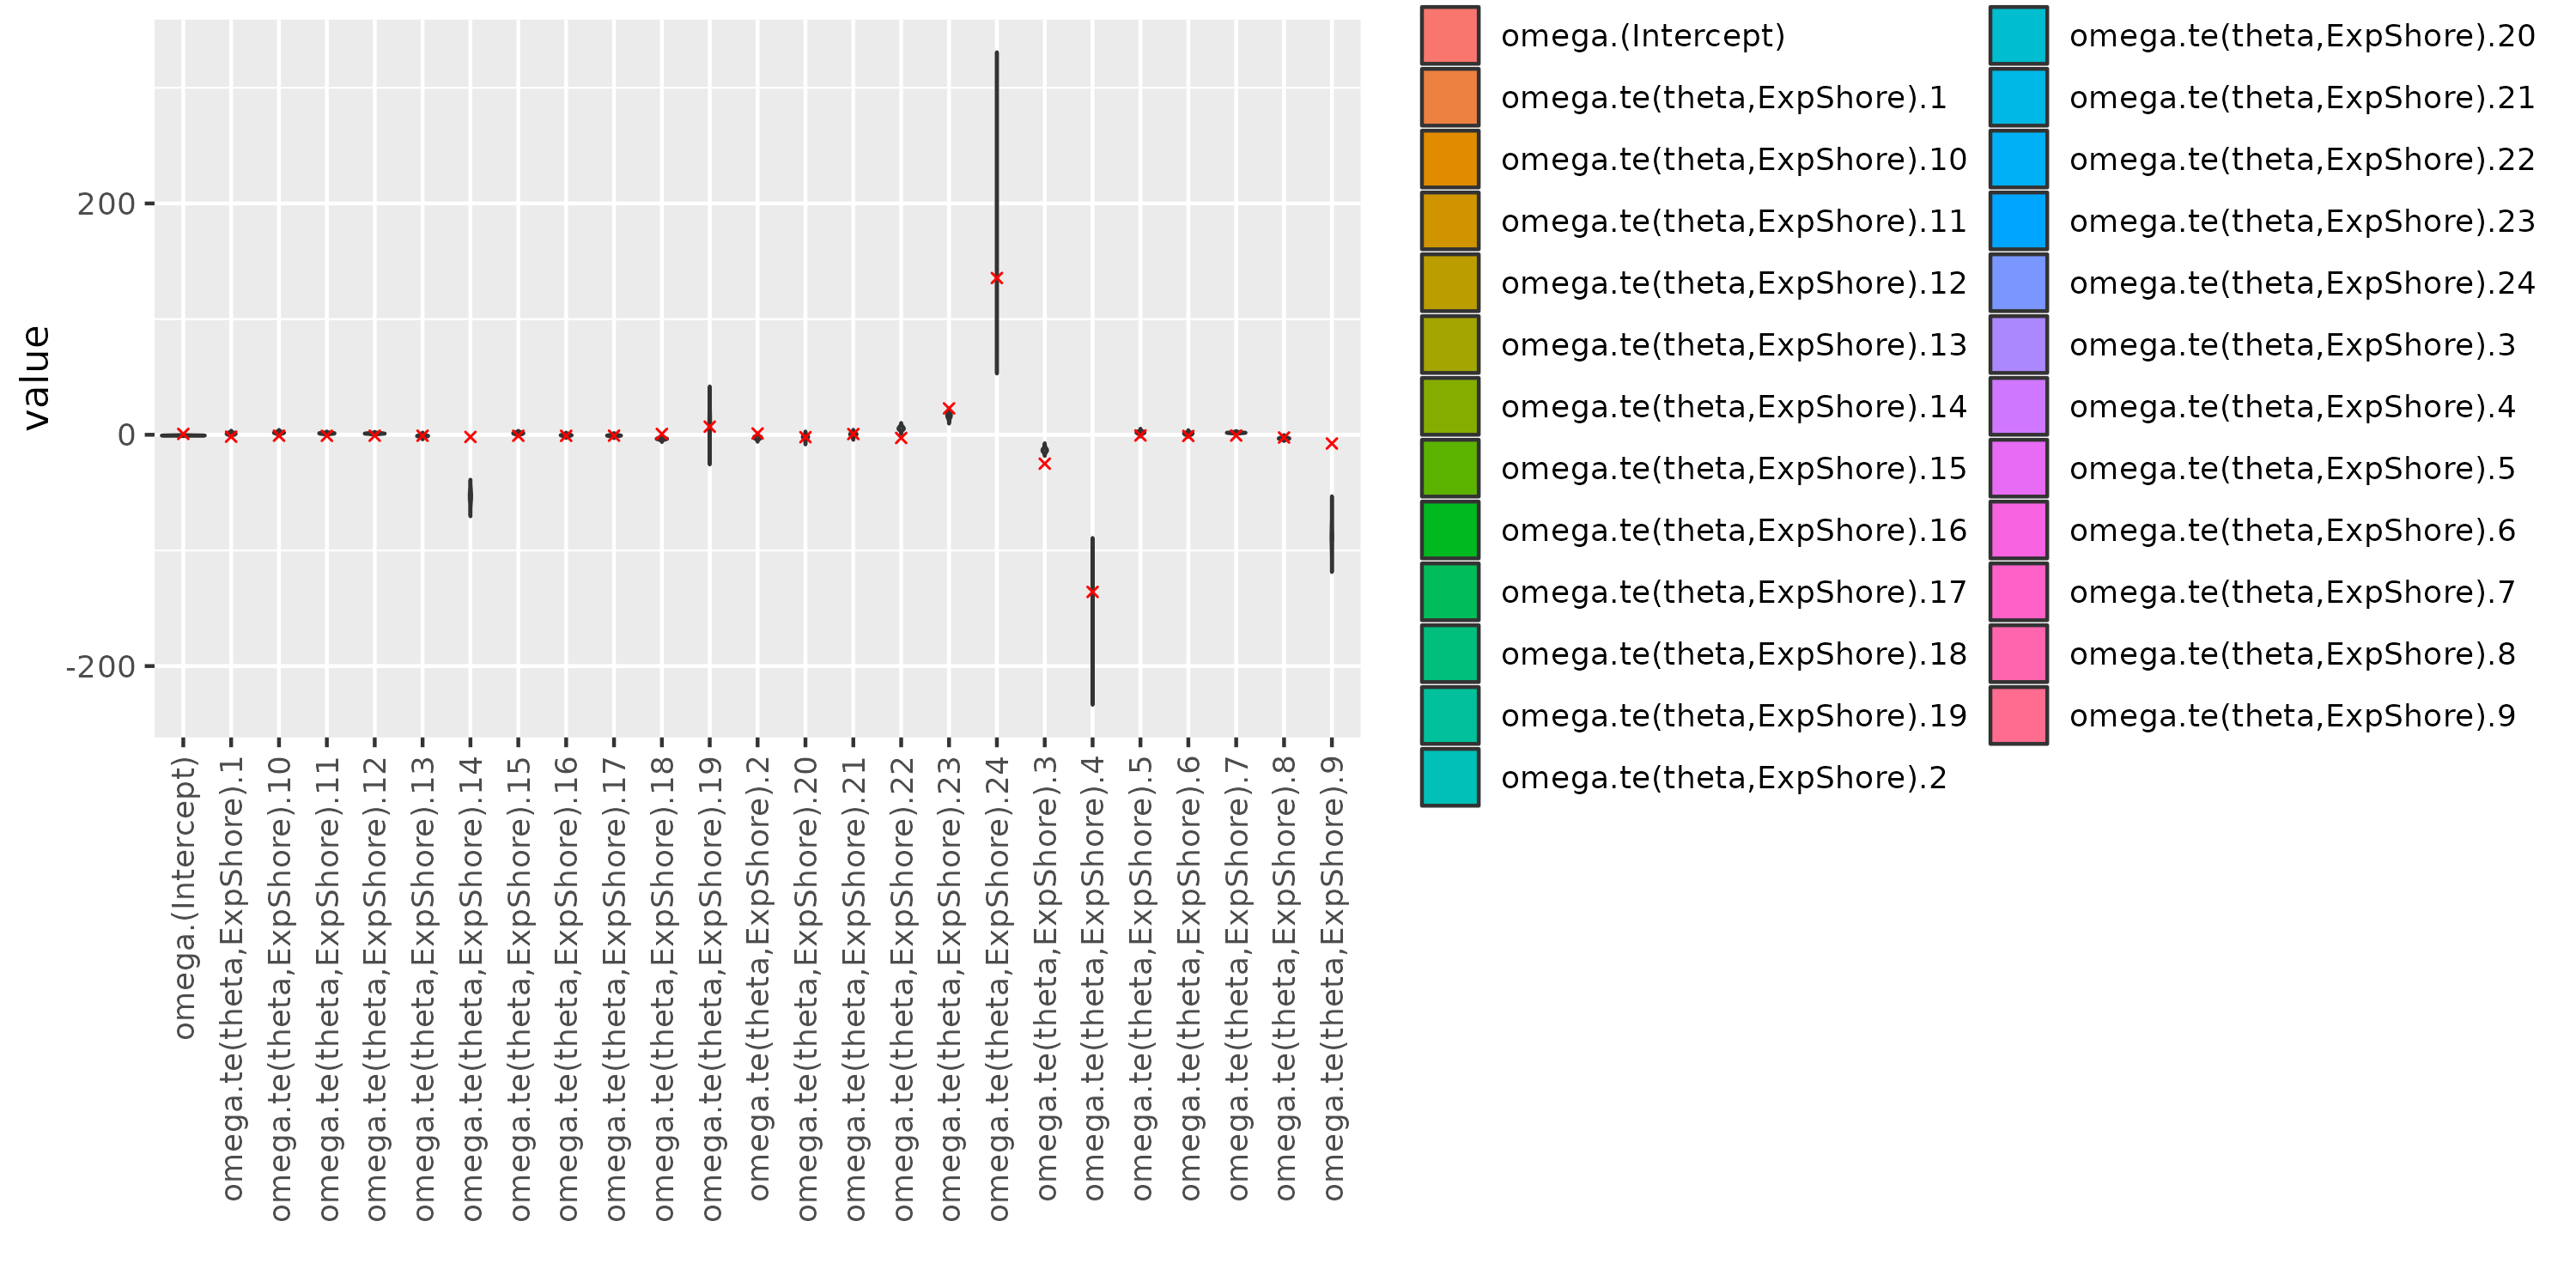 value
200
0
-200
omega.(Intercept)
omega.te(theta,ExpShore).1
omega.te(theta,ExpShore).10
omega.te(theta,ExpShore).11
omega.te(theta,ExpShore).12
omega.te(theta,ExpShore).13
omega.te(theta,ExpShore).14
omega.te(theta,ExpShore).15
omega.te(theta,ExpShore).16
omega.te(theta,ExpShore).17
omega.te(theta,ExpShore).18
omega.te(theta,ExpShore).19
omega.te(theta,ExpShore).2
omega.te(theta,ExpShore).20
omega.te(theta,ExpShore).21
omega.te(theta,ExpShore).22
omega.te(theta,ExpShore).23
omega.te(theta,ExpShore).24
omega.te(theta,ExpShore).3
omega.te(theta,ExpShore).4
omega.te(theta,ExpShore).5
omega.te(theta,ExpShore).6
omega.te(theta,ExpShore).7
omega.te(theta,ExpShore).8
omega.te(theta,ExpShore).9
omega.(Intercept)
omega.te(theta,ExpShore).1
omega.te(theta,ExpShore).10
omega.te(theta,ExpShore).11
omega.te(theta,ExpShore).12
omega.te(theta,ExpShore).13
omega.te(theta,ExpShore).14
omega.te(theta,ExpShore).15
omega.te(theta,ExpShore).16
omega.te(theta,ExpShore).17
omega.te(theta,ExpShore).18
omega.te(theta,ExpShore).19
omega.te(theta,ExpShore).2
omega.te(theta,ExpShore).20
omega.te(theta,ExpShore).21
omega.te(theta,ExpShore).22
omega.te(theta,ExpShore).23
omega.te(theta,ExpShore).24
omega.te(theta,ExpShore).3
omega.te(theta,ExpShore).4
omega.te(theta,ExpShore).5
omega.te(theta,ExpShore).6
omega.te(theta,ExpShore).7
omega.te(theta,ExpShore).8
omega.te(theta,ExpShore).9